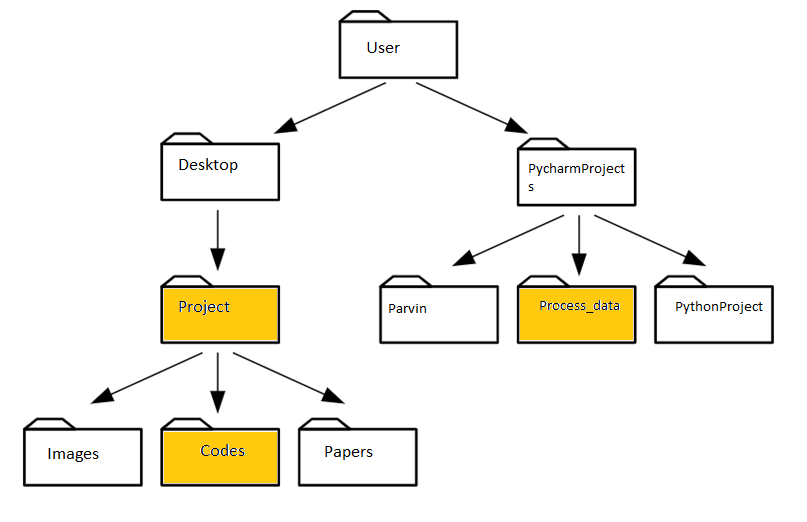 User
Desktop
PycharmProject
s
Project
Parvin
Process_data
PythonProject
Images
Codes
Papers